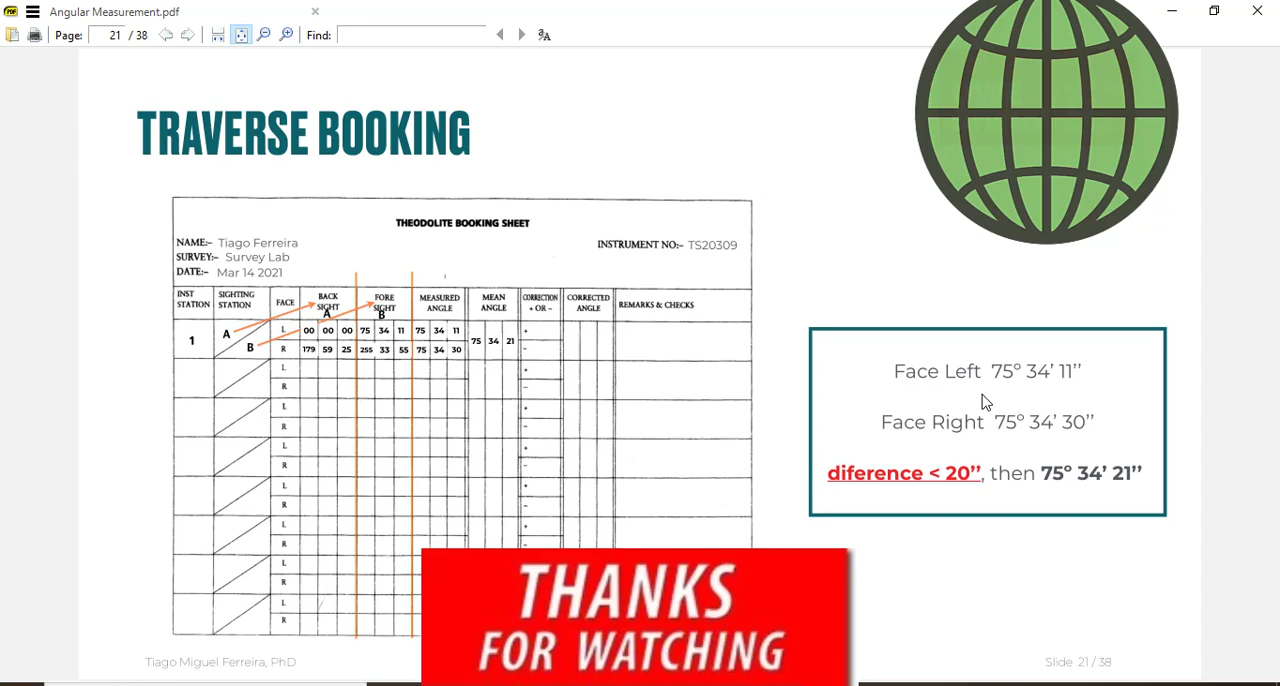 Angular Measurement.pdf
Page: 21 / 38 Find:
TRAVERSE BOOKING
THEODOLITE BOOKING SHEET
NAME:- Tiago Ferreira INSTRUMENT NO:- TS20309
SURVEY:- Survey Lab
DATE:- Mar 14 2021
INST STATION SIGHTING STATION FACE BACK SIGHT FORE SIGHT MEASURED ANGLE MEAN ANGLE CORRECTION + OR - CORRECTED ANGLE REMARKS & CHECKS
A B
1 A L 00 00 00 75 34 11 75 34 11 75 34 21 +
B R 179 59 25 255 33 55 75 34 30 -
L +
R -
L +
R -
L +
R -
L +
R -
L +
R -
L
R
L
R
Face Left 75º 34’ 11’’
Face Right 75º 34’ 30’’
diference < 20’’, then 75º 34’ 21’’
THANKS
FOR WATCHING
Tiago Miguel Ferreira, PhD
Slide 21 / 38